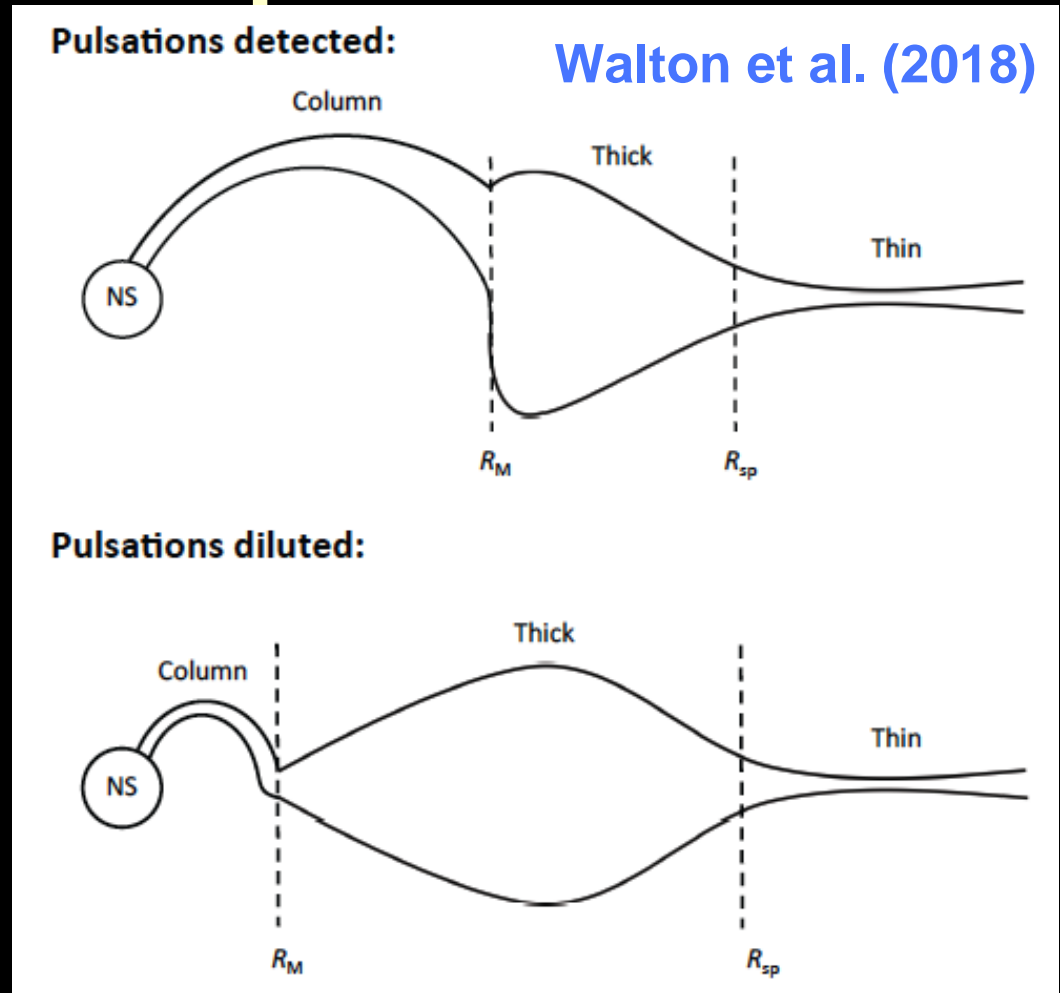 Pulsations detected:
Walton et al. (2018)
Column
Thick
Thin
NS
R_M
R_sp
Pulsations diluted:
Thick
Column
Thin
NS
R_M
R_sp